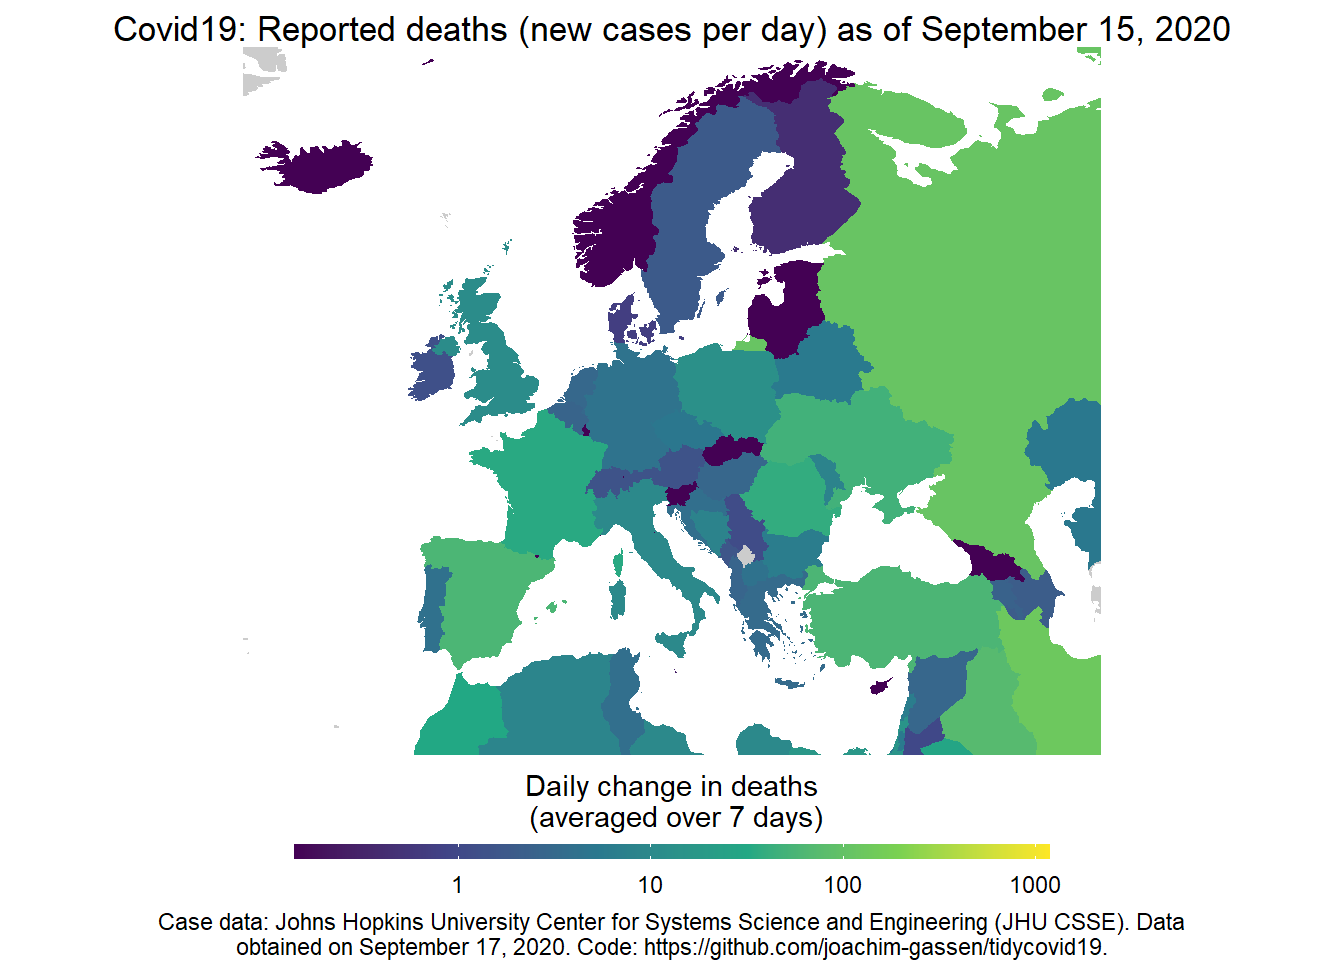 Covid19: Reported deaths (new cases per day) as of September 15, 2020
Daily change in deaths
(averaged over 7 days)
1 10 100 1000
Case data: Johns Hopkins University Center for Systems Science and Engineering (JHU CSSE). Data
obtained on September 17, 2020. Code: https://github.com/joachim-gassen/tidycovid19.